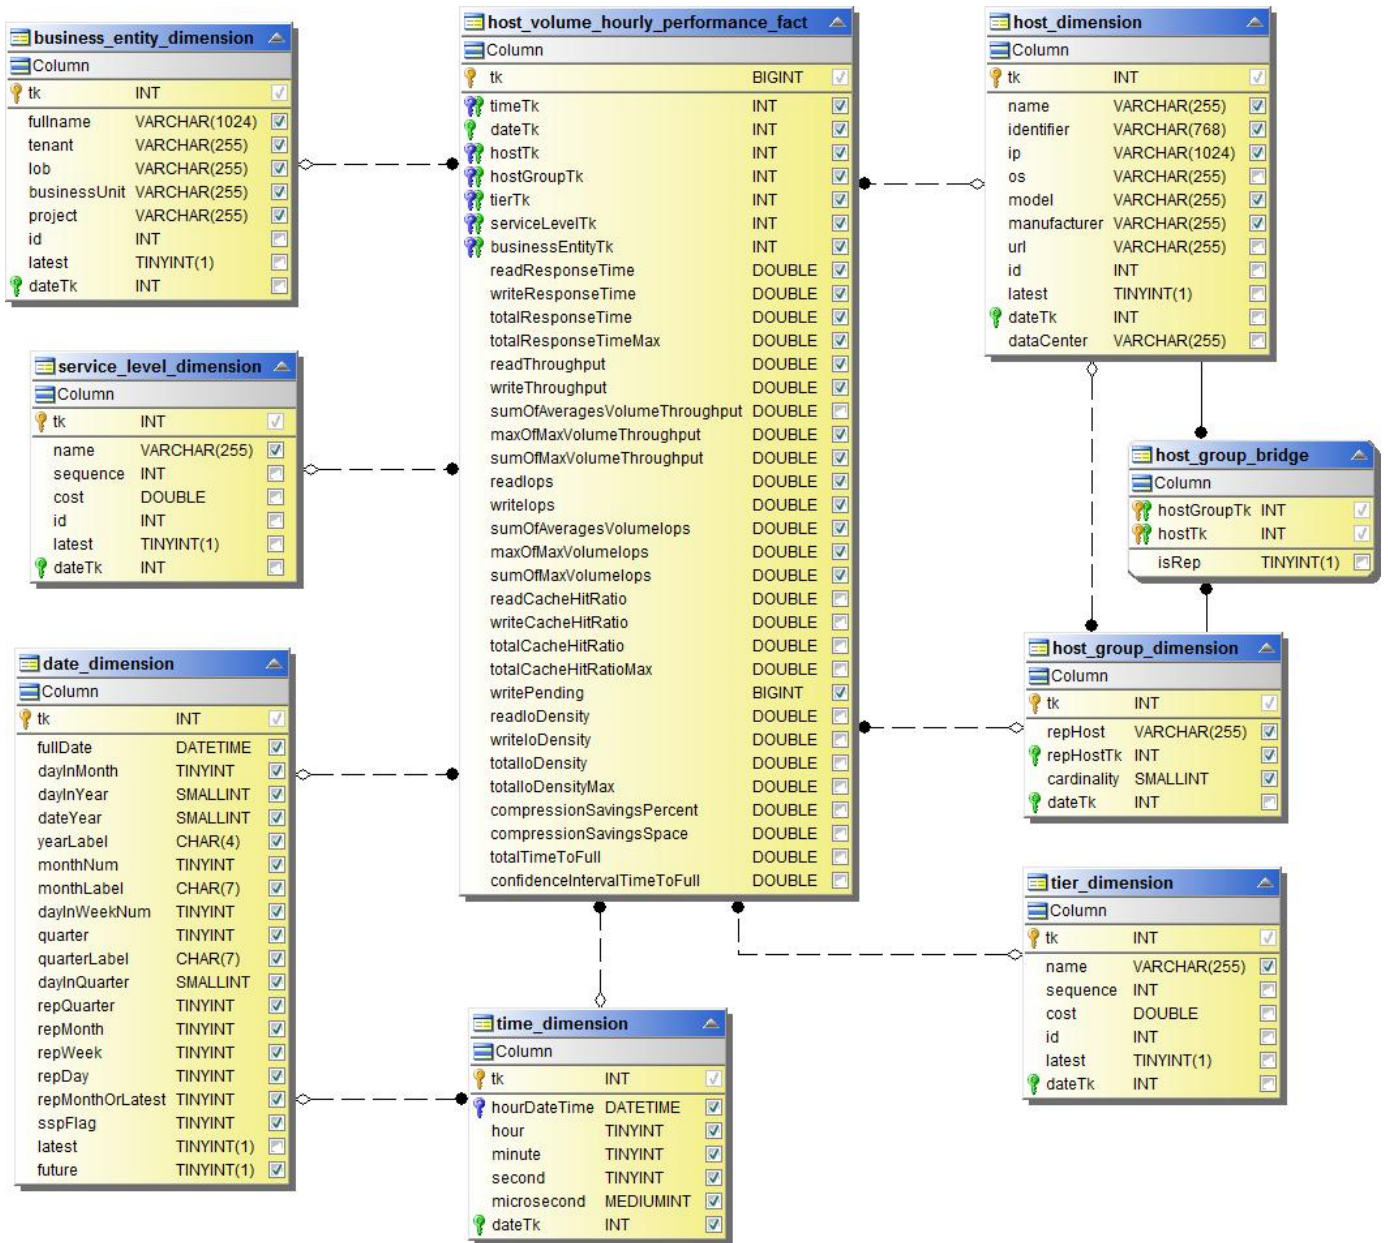 business_entity_dimension
Column
tk INT
fullname VARCHAR(1024)
tenant VARCHAR(255)
lob VARCHAR(255)
businessUnit VARCHAR(255)
project VARCHAR(255)
id INT
latest TINYINT(1)
dateTk INT
service_level_dimension
Column
tk INT
name VARCHAR(255)
sequence INT
cost DOUBLE
id INT
latest TINYINT(1)
dateTk INT
date_dimension
Column
tk INT
fullDate DATETIME
dayInMonth TINYINT
dayInYear SMALLINT
dateYear SMALLINT
yearLabel CHAR(4)
monthNum TINYINT
monthLabel CHAR(7)
dayInWeekNum TINYINT
quarter TINYINT
quarterLabel CHAR(7)
dayInQuarter SMALLINT
repQuarter TINYINT
repMonth TINYINT
repWeek TINYINT
repDay TINYINT
repMonthOrLatest TINYINT
sspFlag TINYINT
latest TINYINT(1)
future TINYINT(1)
host_volume_hourly_performance_fact
Column
tk BIGINT
timeTk INT
dateTk INT
hostTk INT
hostGroupTk INT
tierTk INT
serviceLevelTk INT
businessEntityTk INT
readResponseTime DOUBLE
writeResponseTime DOUBLE
totalResponseTime DOUBLE
totalResponseTimeMax DOUBLE
readThroughput DOUBLE
writeThroughput DOUBLE
sumOfAveragesVolumeThroughput DOUBLE
maxOfMaxVolumeThroughput DOUBLE
sumOfMaxVolumeThroughput DOUBLE
readIops DOUBLE
writeIops DOUBLE
sumOfAveragesVolumeIops DOUBLE
maxOfMaxVolumeIops DOUBLE
sumOfMaxVolumeIops DOUBLE
readCacheHitRatio DOUBLE
writeCacheHitRatio DOUBLE
totalCacheHitRatio DOUBLE
totalCacheHitRatioMax DOUBLE
writePending BIGINT
readIoDensity DOUBLE
writeIoDensity DOUBLE
totalIoDensity DOUBLE
totalIoDensityMax DOUBLE
compressionSavingsPercent DOUBLE
compressionSavingsSpace DOUBLE
totalTimeToFull DOUBLE
confidenceIntervalTimeToFull DOUBLE
time_dimension
Column
tk INT
hourDateTime DATETIME
hour TINYINT
minute TINYINT
second TINYINT
microsecond MEDIUMINT
dateTk INT
host_dimension
Column
tk INT
name VARCHAR(255)
identifier VARCHAR(768)
ip VARCHAR(1024)
os VARCHAR(255)
model VARCHAR(255)
manufacturer VARCHAR(255)
url VARCHAR(255)
id INT
latest TINYINT(1)
dateTk INT
dataCenter VARCHAR(255)
host_group_bridge
Column
hostGroupTk INT
hostTk INT
isRep TINYINT(1)
host_group_dimension
Column
tk INT
repHost VARCHAR(255)
repHostTk INT
cardinality SMALLINT
dateTk INT
tier_dimension
Column
tk INT
name VARCHAR(255)
sequence INT
cost DOUBLE
id INT
latest TINYINT(1)
dateTk INT